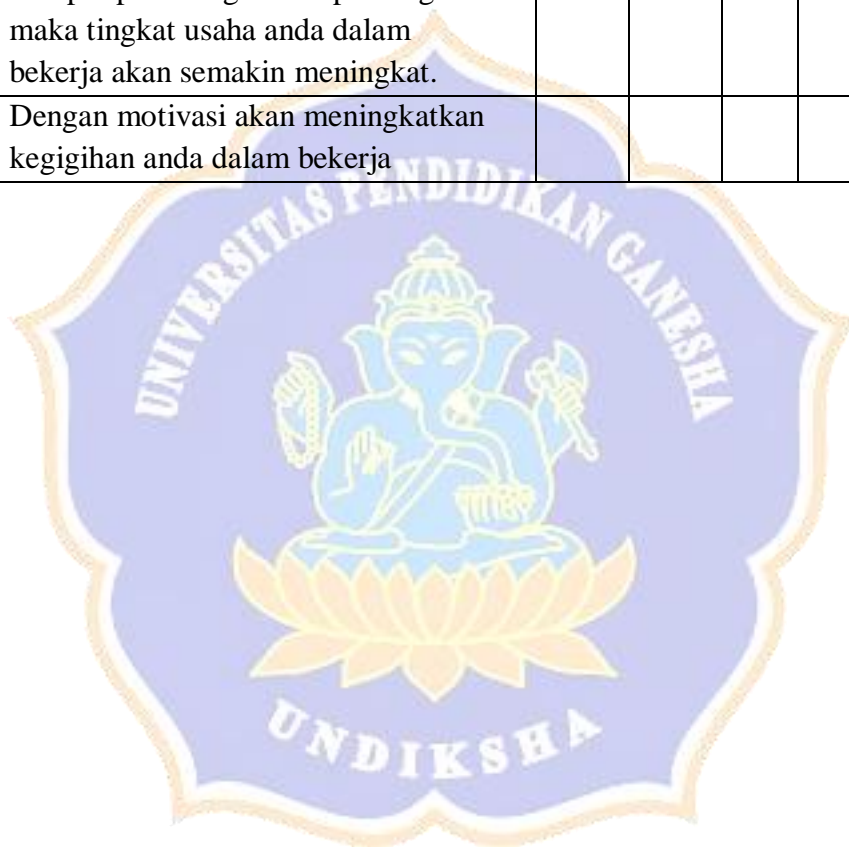 maka tingkat usaha anda dalam
bekerja akan semakin meningkat.
Dengan motivasi akan meningkatkan
kegigihan anda dalam bekerja
UNIVERSITAS PENDIDIKAN GANESHA
UNDIKSHA